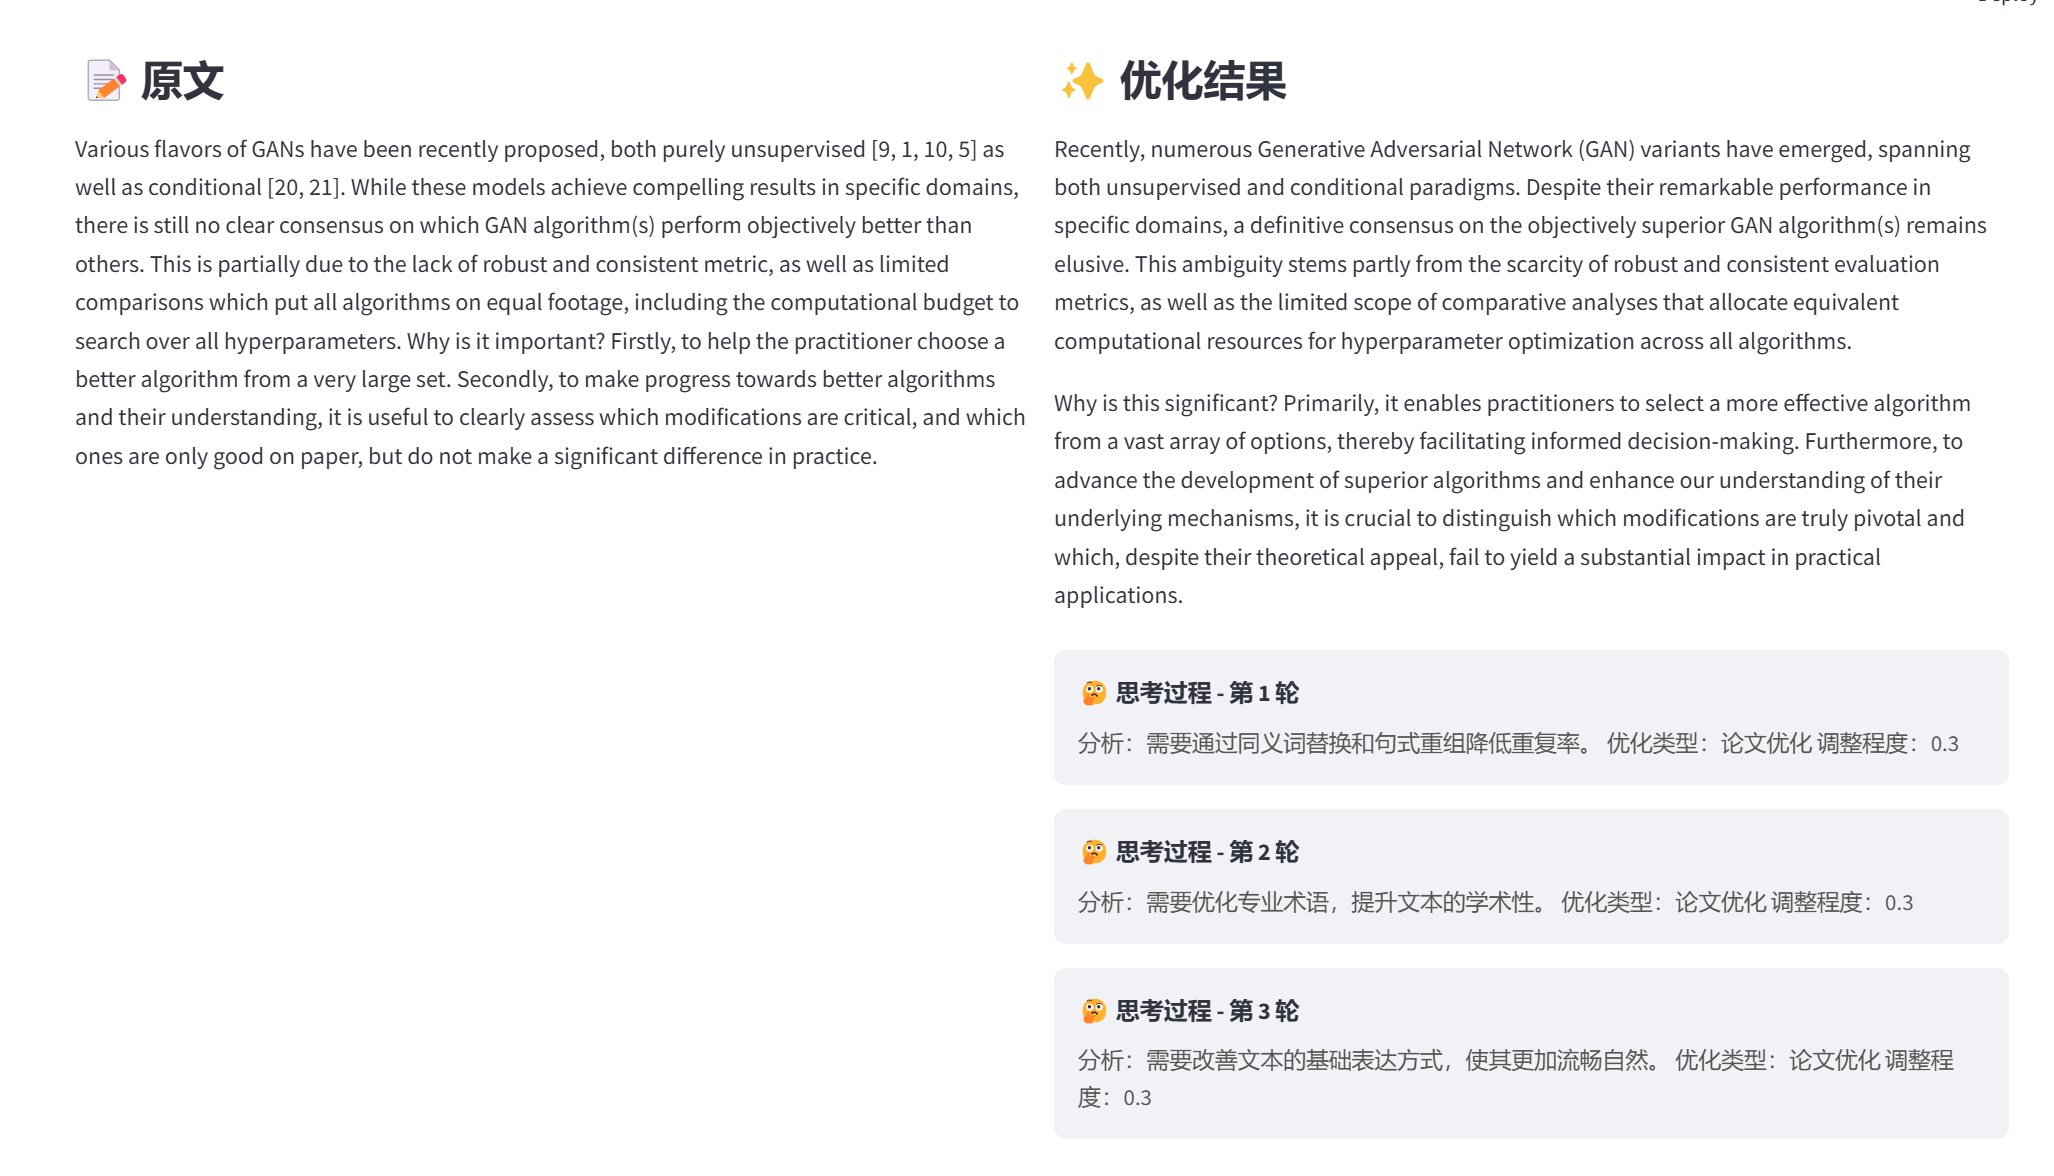 原文
Various flavors of GANs have been recently proposed, both purely unsupervised [9, 1, 10, 5] as
well as conditional [20, 21]. While these models achieve compelling results in specific domains,
there is still no clear consensus on which GAN algorithm(s) perform objectively better than
others. This is partially due to the lack of robust and consistent metric, as well as limited
comparisons which put all algorithms on equal footage, including the computational budget to
search over all hyperparameters. Why is it important? Firstly, to help the practitioner choose a
better algorithm from a very large set. Secondly, to make progress towards better algorithms
and their understanding, it is useful to clearly assess which modifications are critical, and which
ones are only good on paper, but do not make a significant difference in practice.
优化结果
Recently, numerous Generative Adversarial Network (GAN) variants have emerged, spanning
both unsupervised and conditional paradigms. Despite their remarkable performance in
specific domains, a definitive consensus on the objectively superior GAN algorithm(s) remains
elusive. This ambiguity stems partly from the scarcity of robust and consistent evaluation
metrics, as well as the limited scope of comparative analyses that allocate equivalent
computational resources for hyperparameter optimization across all algorithms.
Why is this significant? Primarily, it enables practitioners to select a more effective algorithm
from a vast array of options, thereby facilitating informed decision-making. Furthermore, to
advance the development of superior algorithms and enhance our understanding of their
underlying mechanisms, it is crucial to distinguish which modifications are truly pivotal and
which, despite their theoretical appeal, fail to yield a substantial impact in practical
applications.
思考过程 - 第 1 轮
分析：需要通过同义词替换和句式重组降低重复率。 优化类型：论文优化 调整程度：0.3
思考过程 - 第 2 轮
分析：需要优化专业术语，提升文本的学术性。 优化类型：论文优化 调整程度：0.3
思考过程 - 第 3 轮
分析：需要改善文本的基础表达方式，使其更加流畅自然。 优化类型：论文优化 调整程
度：0.3